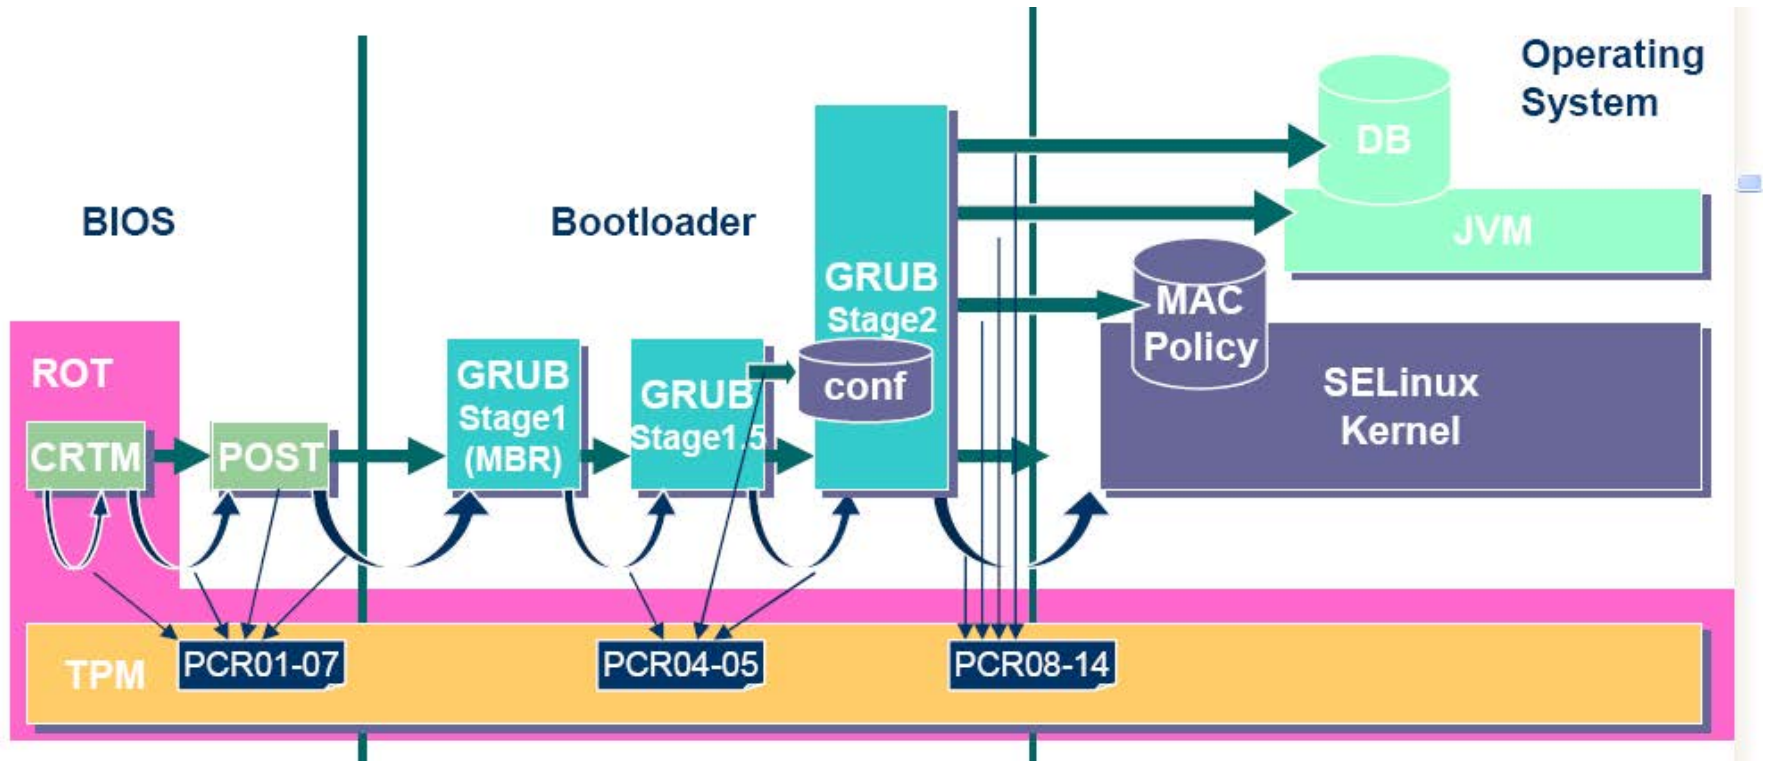 BIOS
Bootloader
Operating
System
DB
JVM
MAC
Policy
SELinux
Kernel
GRUB
Stage2
conf
GRUB
Stage1
(MBR)
GRUB
Stage1.5
ROT
CRTM
POST
TPM
PCR01-07
PCR04-05
PCR08-14